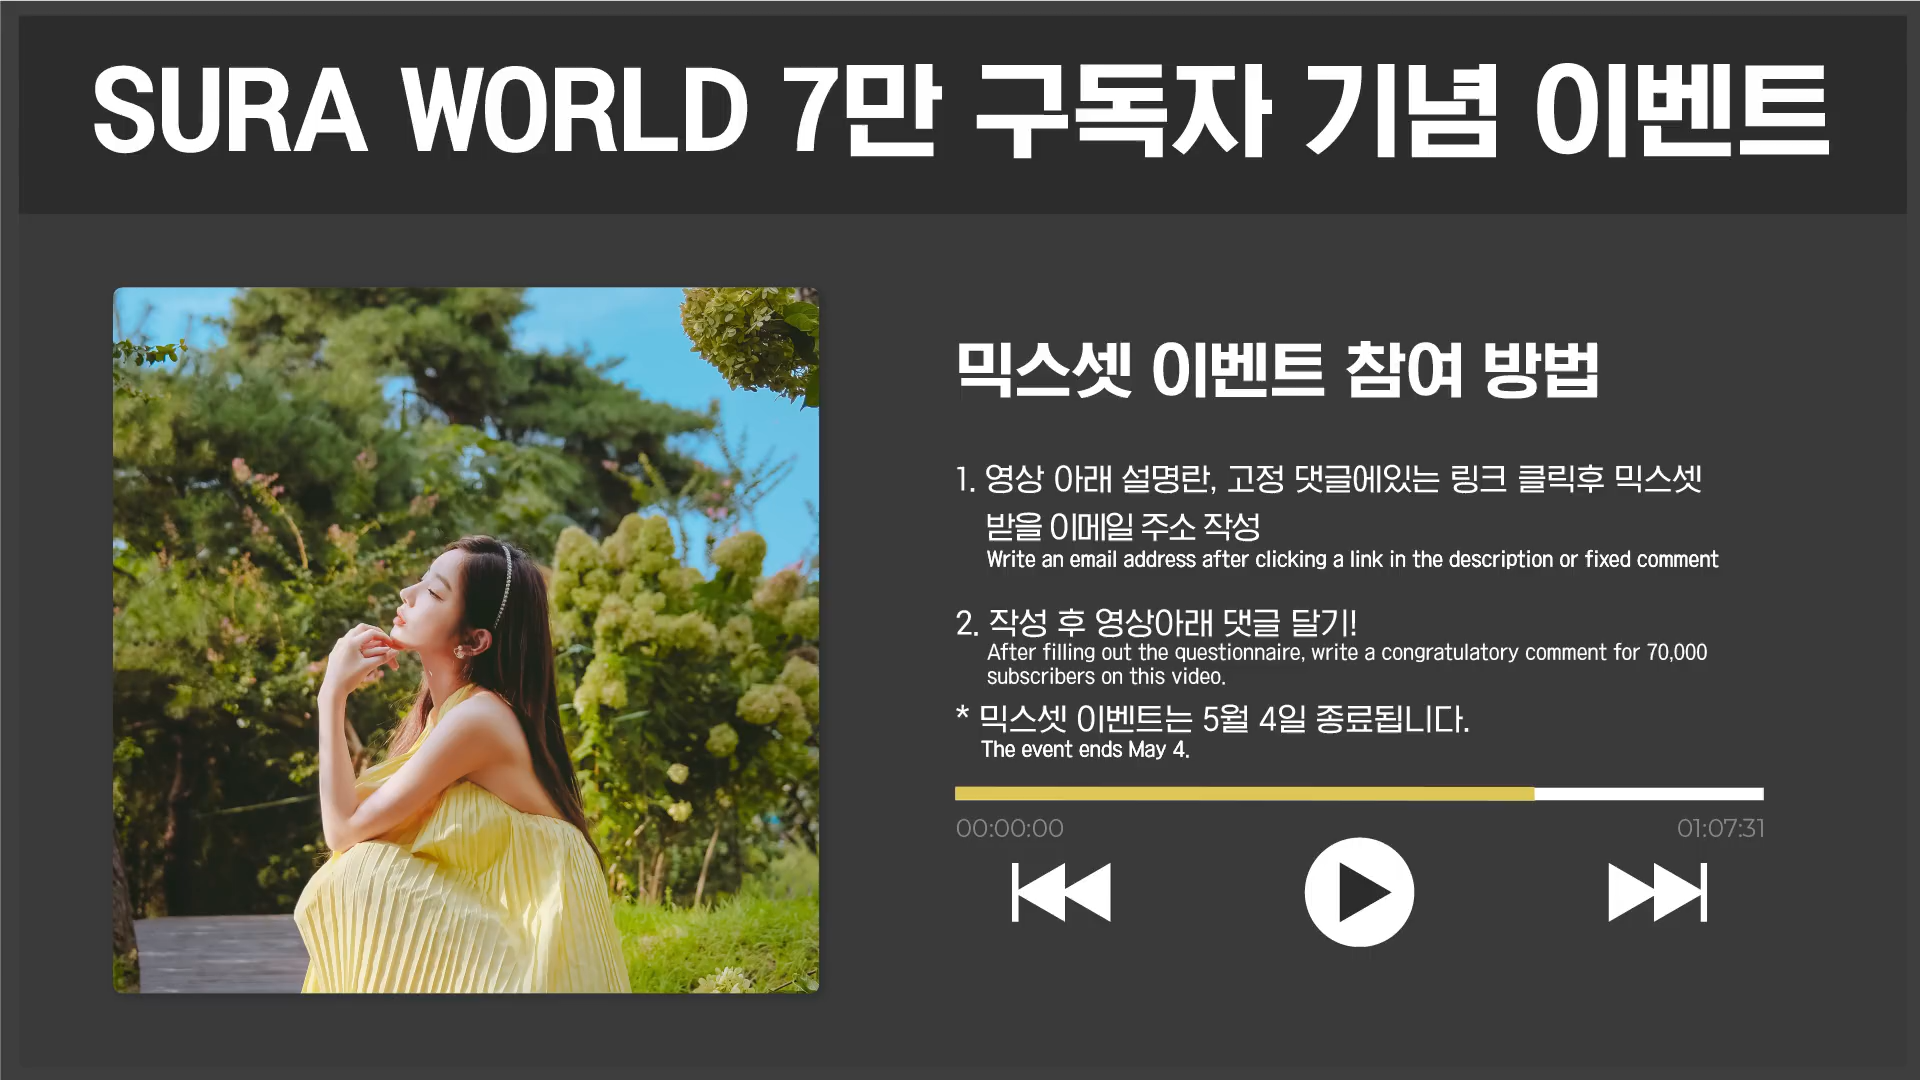 SURA WORLD 7만 구독자 기념 이벤트
믹스셋 이벤트 참여 방법
1. 영상 아래 설명란, 고정 댓글에있는 링크 클릭후 믹스셋
받을 이메일 주소 작성
Write an email address after clicking a link in the description or fixed comment
2. 작성 후 영상아래 댓글 달기!
After filling out the questionnaire, write a congratulatory comment for 70,000
subscribers on this video.
* 믹스셋 이벤트는 5월 4일 종료됩니다.
The event ends May 4.
00:00:00 01:07:31